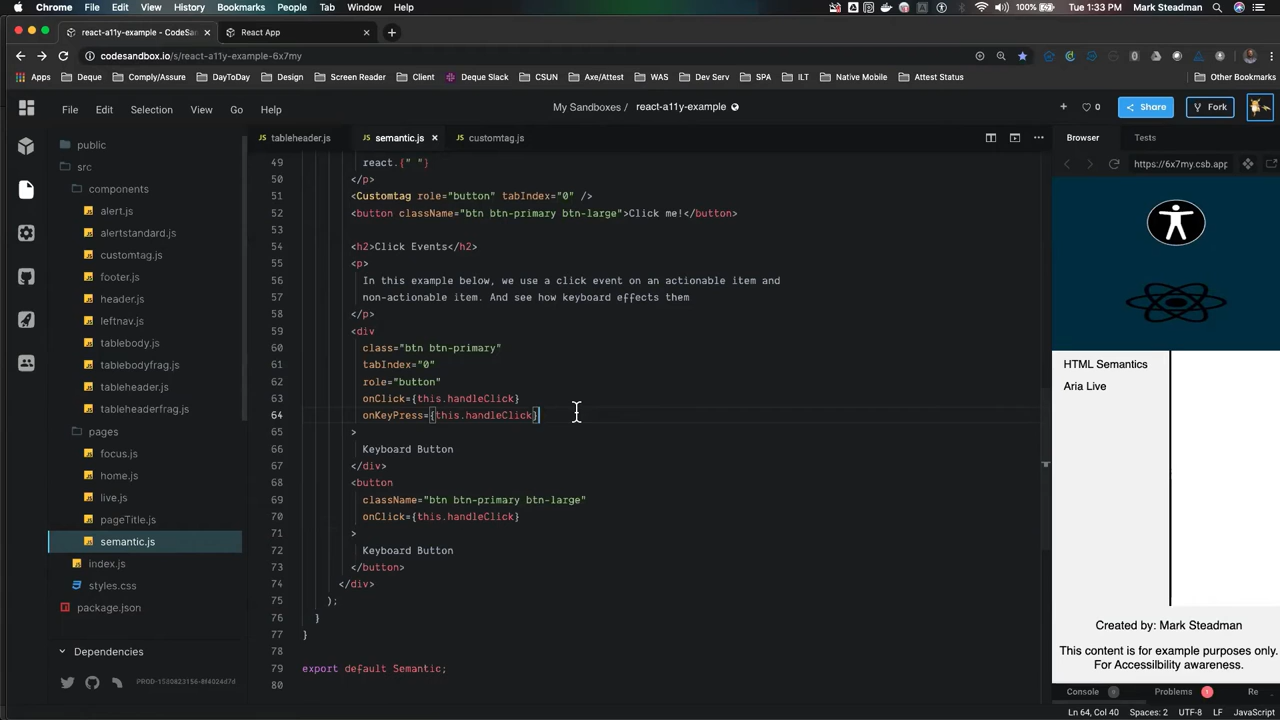 Chrome File Edit View History Bookmarks People Tab Window Help 100% Tue 1:33 PM Mark Steadman
react-a11y-example - CodeSan
React App
codesandbox.io/s/react-a11y-example-6x7my
Apps Deque Comply/Assure DayToDay Design Screen Reader Client Deque Slack CSUN Axe/Attest WAS Dev Serv SPA ILT Native Mobile Attest Status Other Bookmarks
File Edit Selection View Go Help
My Sandboxes / react-a11y-example
0
Share
Fork
public
src
components
alert.js
alertstandard.js
customtag.js
footer.js
header.js
leftnav.js
tablebody.js
tablebodyfrag.js
tableheader.js
tableheaderfrag.js
pages
focus.js
home.js
live.js
pageTitle.js
semantic.js
index.js
styles.css
package.json
Dependencies
PROD-1580823156-8f4024d7d
tableheader.js semantic.js customtag.js
49 react.{" "}
50 </p>
51 <Customtag role="button" tabIndex="0" />
52 <button className="btn btn-primary btn-large">Click me!</button>
53
54 <h2>Click Events</h2>
55 <p>
56 In this example below, we use a click event on an actionable item and
57 non-actionable item. And see how keyboard effects them
58 </p>
59 <div
60 class="btn btn-primary"
61 tabIndex="0"
62 role="button"
63 onClick={this.handleClick}
64 onKeyPress={this.handleClick}
65 >
66 Keyboard Button
67 </div>
68 <button
69 className="btn btn-primary btn-large"
70 onClick={this.handleClick}
71 >
72 Keyboard Button
73 </button>
74 </div>
75 );
76 }
77 }
78
79 export default Semantic;
80
Browser Tests
https://6x7my.csb.app
HTML Semantics
Aria Live
Created by: Mark Steadman
This content is for example purposes only.
For Accessilbility awareness.
Console 0 Problems 1 Re
Ln 64, Col 40 Spaces: 2 UTF-8 LF JavaScript